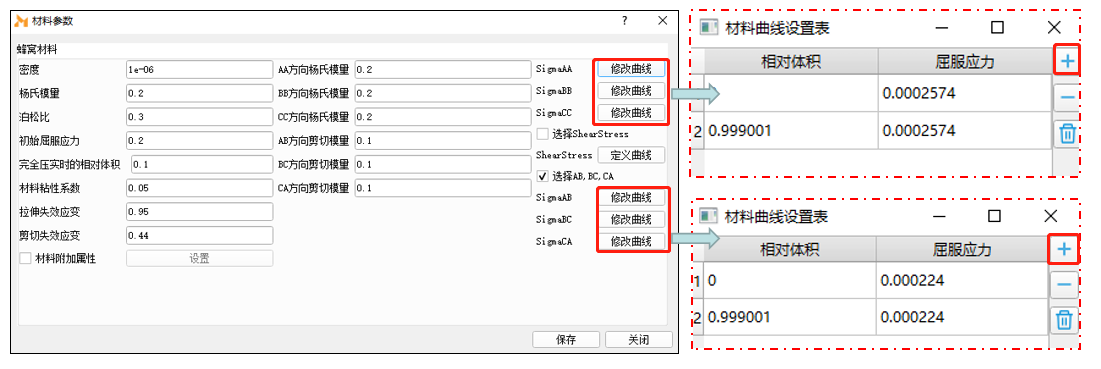 材料参数
蜂窝材料
密度 1e-06 AA方向杨氏模量 0.2 SigmaAA 修改曲线
杨氏模量 0.2 BB方向杨氏模量 0.2 SigmaBB 修改曲线
泊松比 0.3 CC方向杨氏模量 0.2 SigmaCC 修改曲线
选择ShearStress
初始屈服应力 0.2 AB方向剪切模量 0.1
ShearStress 定义曲线
完全压实时的相对体积 0.1 BC方向剪切模量 0.1
选择AB,BC,CA
材料粘性系数 0.05 CA方向剪切模量 0.1
SigmaAB 修改曲线
拉伸失效应变 0.95
SigmaBC 修改曲线
剪切失效应变 0.44
SigmaCA 修改曲线
材料附加属性 设置
保存 关闭
材料曲线设置表
相对体积 屈服应力
0.0002574
2 0.999001 0.0002574
材料曲线设置表
相对体积 屈服应力
1 0 0.000224
2 0.999001 0.000224